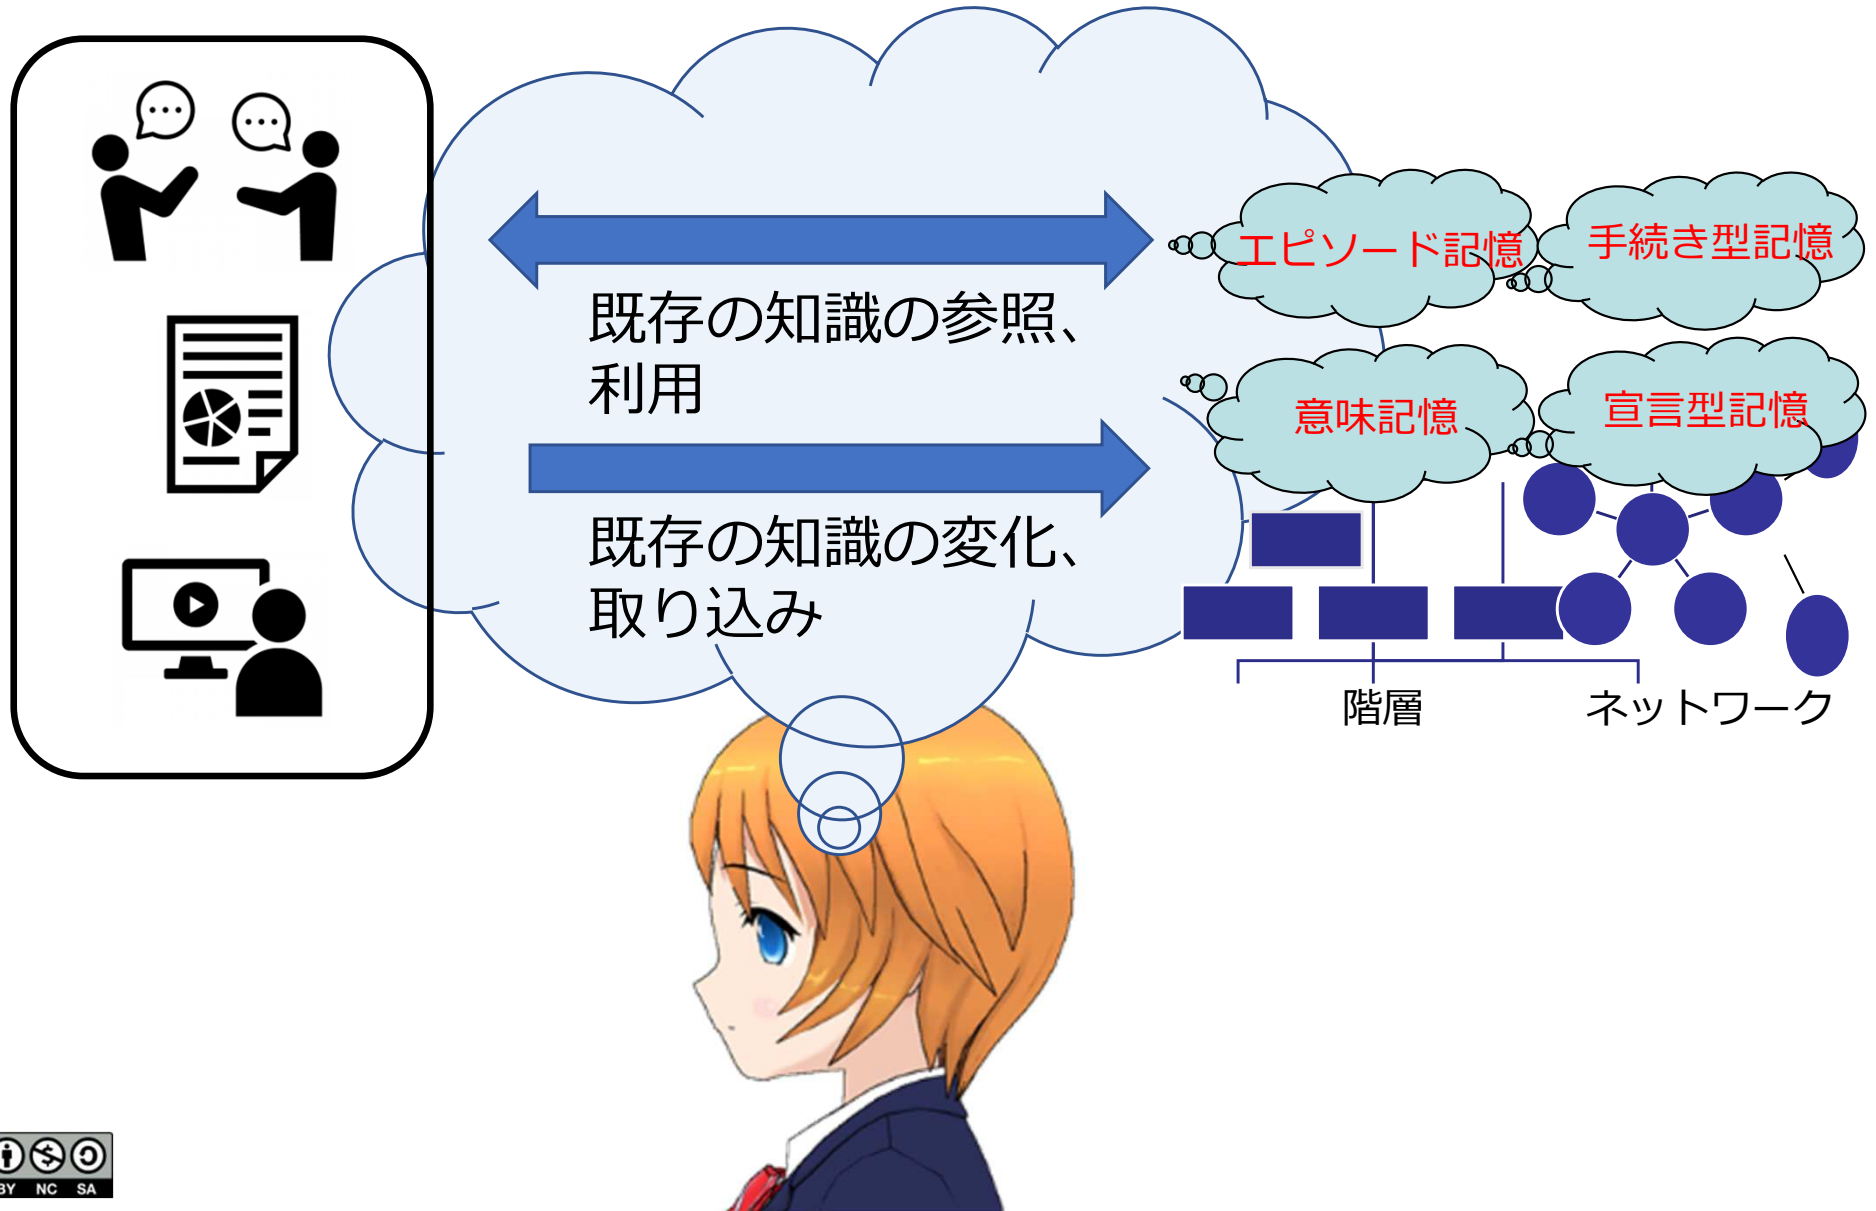 エピソード記憶
手続き型記憶
既存の知識の参照、
利用
意味記憶
宣言型記憶
既存の知識の変化、
取り込み
階層
ネットワーク
BY NC SA